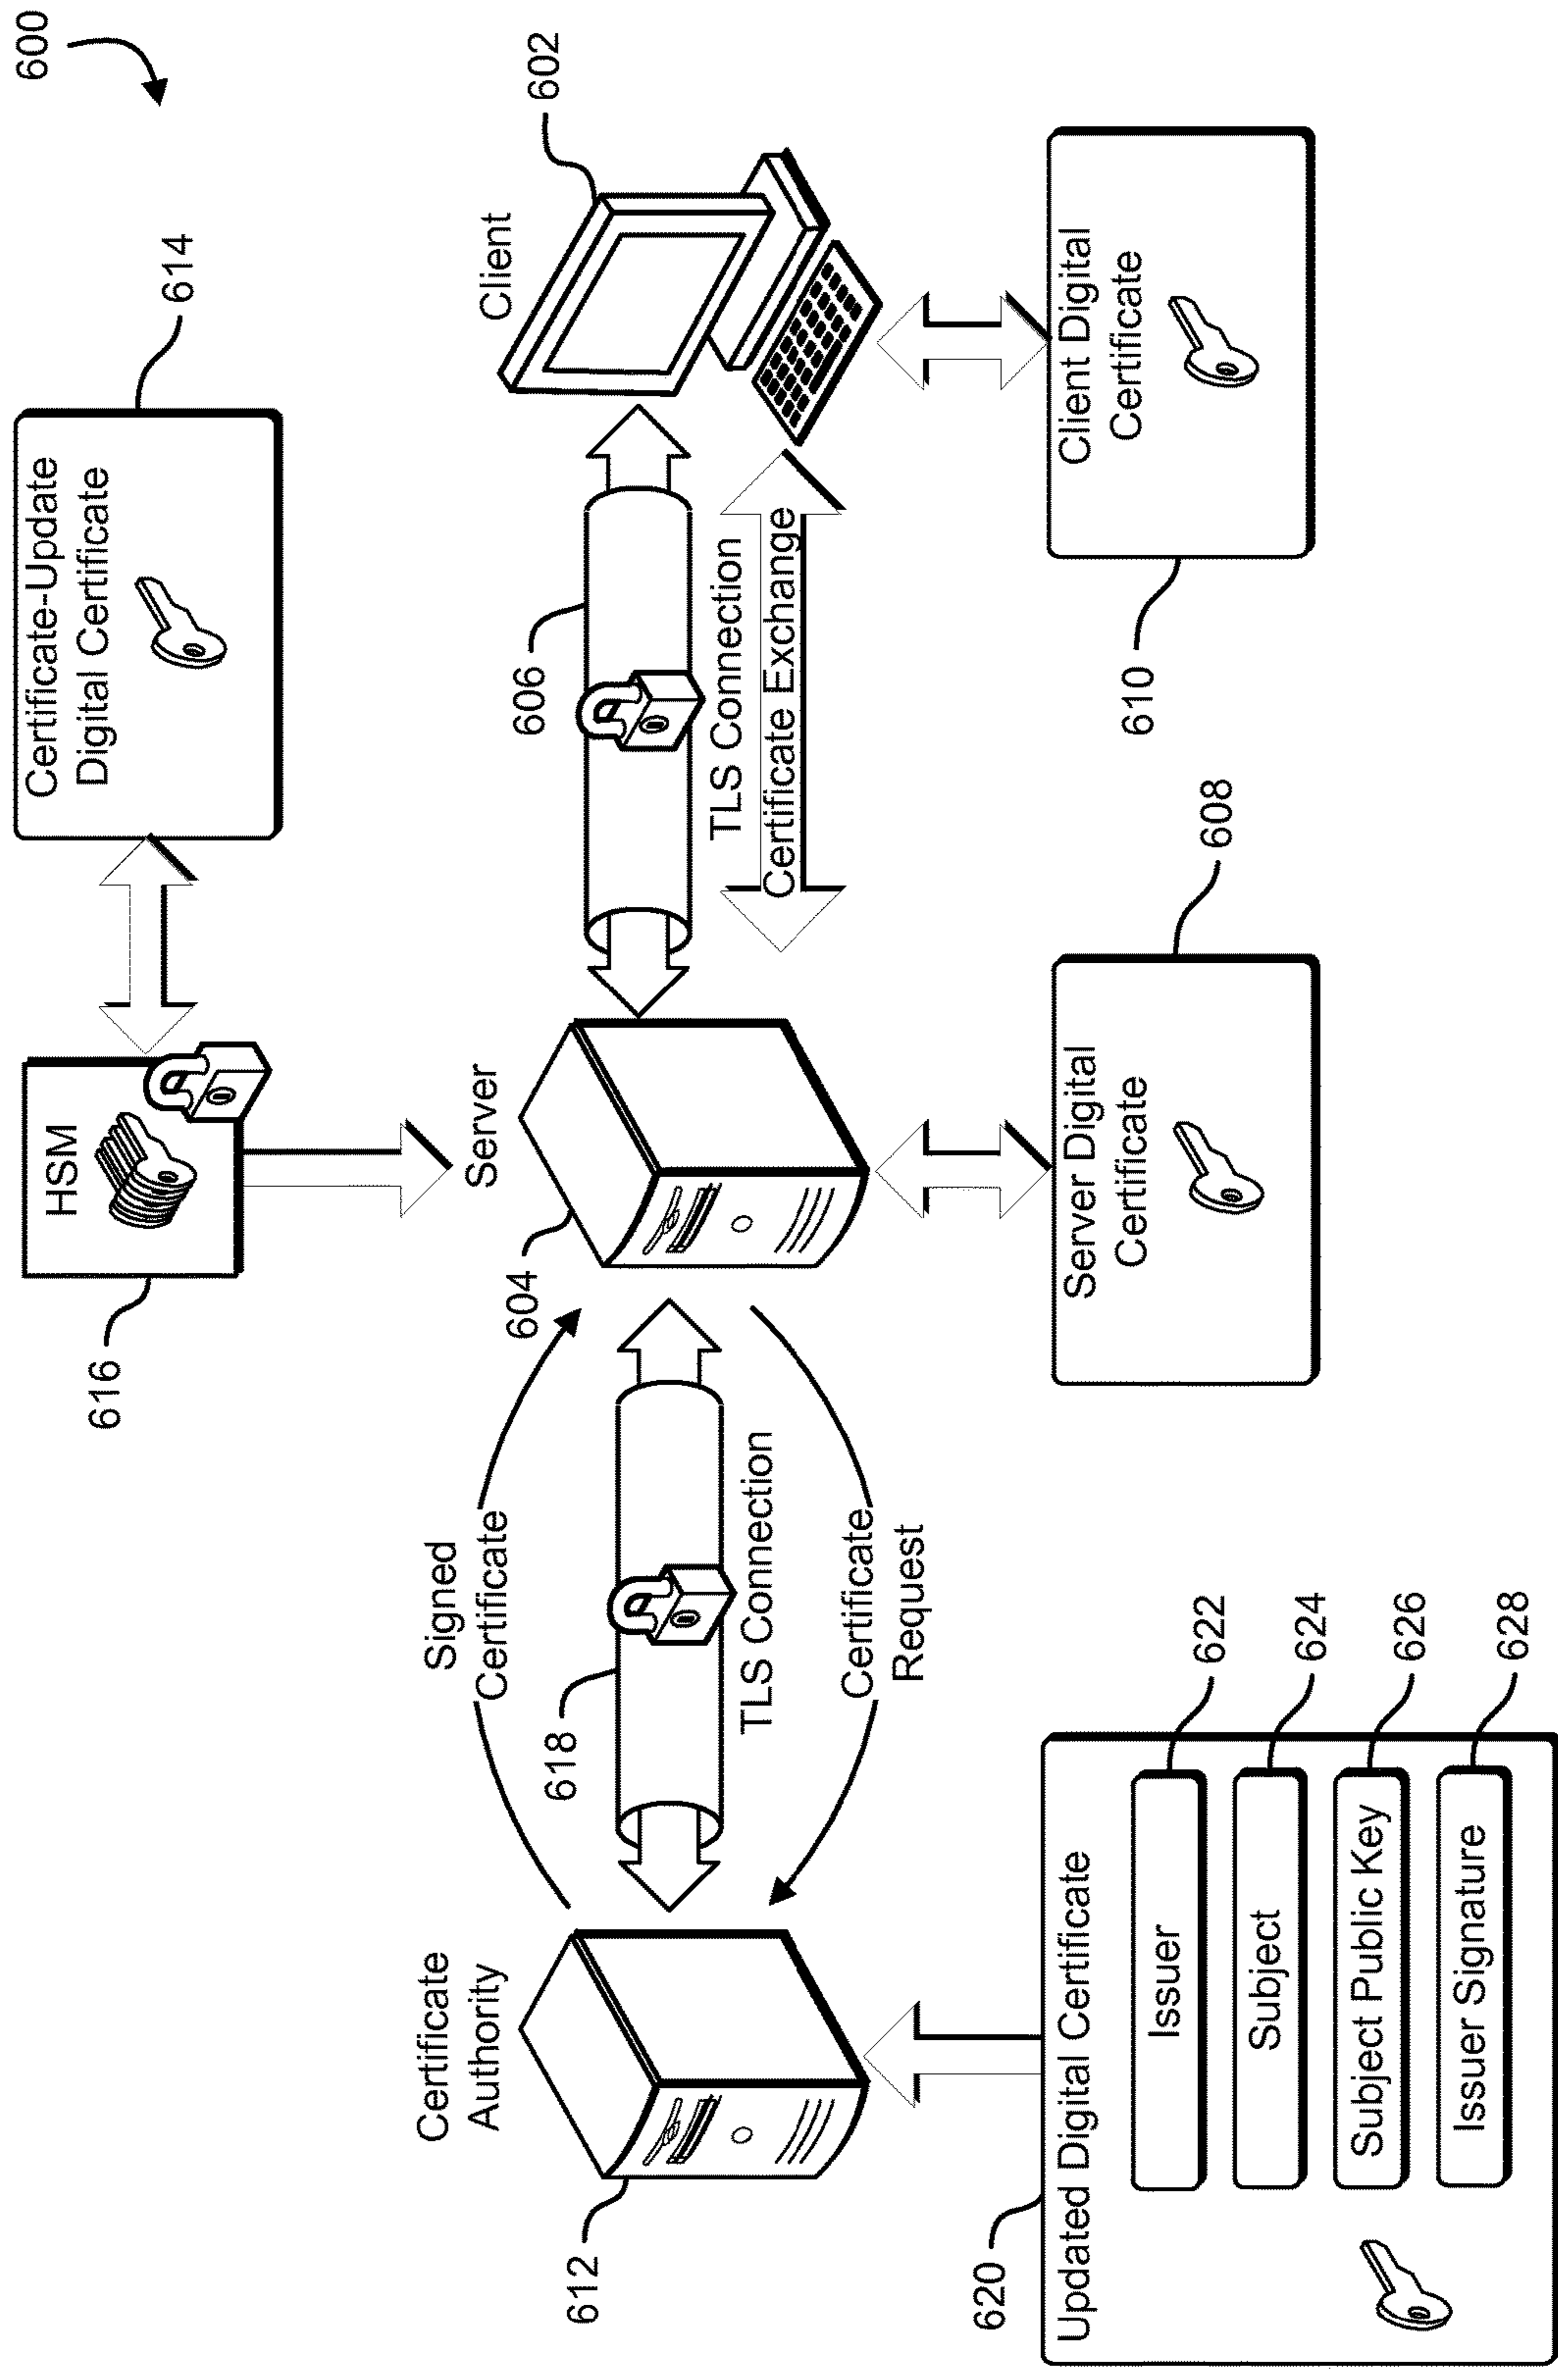 600
616
HSM
Certificate-Update
Digital Certificate
614
Certificate
Authority
612
Signed
Certificate
618
TLS Connection
Certificate
Request
604
Server
606
TLS Connection
Certificate Exchange
Client
602
620
Updated Digital Certificate
Issuer
622
Subject
624
Subject Public Key
626
Issuer Signature
628
Server Digital
Certificate
608
610
Client Digital
Certificate